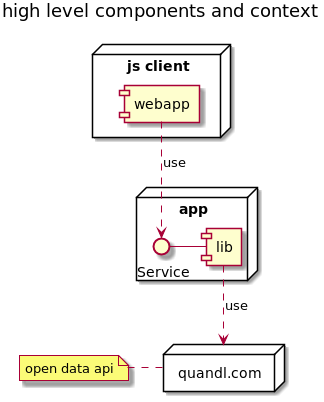 high level components and context
js client
webapp
use
app
lib
Service
use
open data api
quandl.com